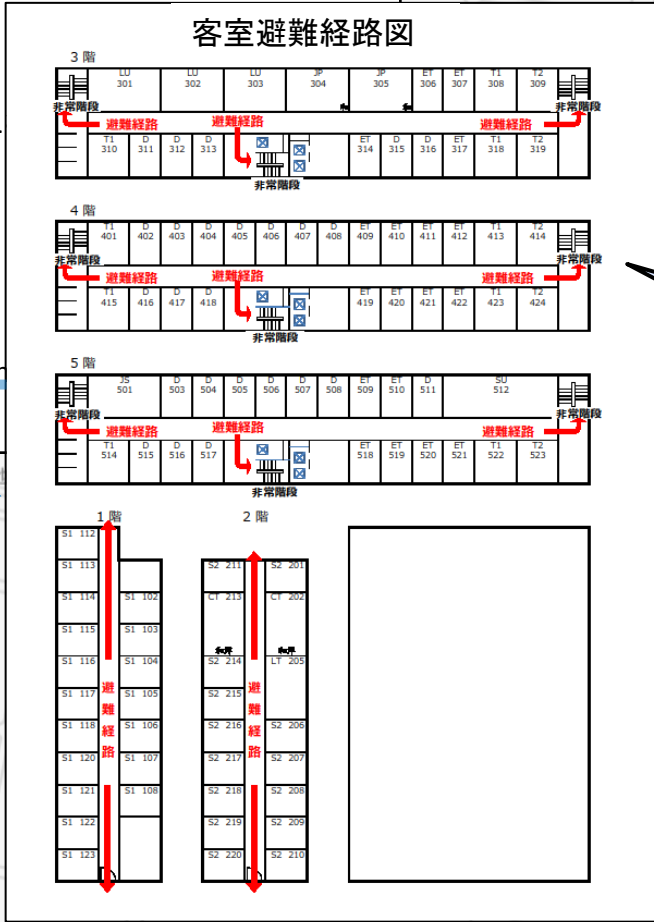 客室避難経路図
3 階
LU 301 LU 302 LU 303 JP 304 JP 305 ET 306 ET 307 T1 308 T2 309
非常階段 非常階段
避難経路 避難経路 避難経路
T1 310 D 311 D 312 D 313 ET 314 D 315 D 316 ET 317 T1 318 T2 319
非常階段
4 階
T1 401 D 402 D 403 D 404 D 405 D 406 D 407 D 408 ET 409 ET 410 ET 411 ET 412 T1 413 T2 414
非常階段 非常階段
避難経路 避難経路 避難経路
T1 415 D 416 D 417 D 418 ET 419 ET 420 ET 421 ET 422 T1 423 T2 424
非常階段
5 階
JS 501 D 503 D 504 D 505 D 506 D 507 D 508 ET 509 ET 510 D 511 SU 512
非常階段 非常階段
避難経路 避難経路 避難経路
T1 514 D 515 D 516 D 517 ET 518 ET 519 ET 520 ET 521 T1 522 T2 523
非常階段
1 階
S1 112
S1 113
S1 114 S1 102
S1 115 S1 103
S1 116 S1 104
S1 117 S1 105
S1 118 S1 106
S1 120 S1 107
S1 121 S1 108
S1 122
S1 123
避難経路
2 階
S2 211 S2 201
CT 213 CT 202
和洋 和洋
S2 214 LT 205
S2 215
S2 216 S2 206
S2 217 S2 207
S2 218 S2 208
S2 219 S2 209
S2 220 S2 210
避難経路